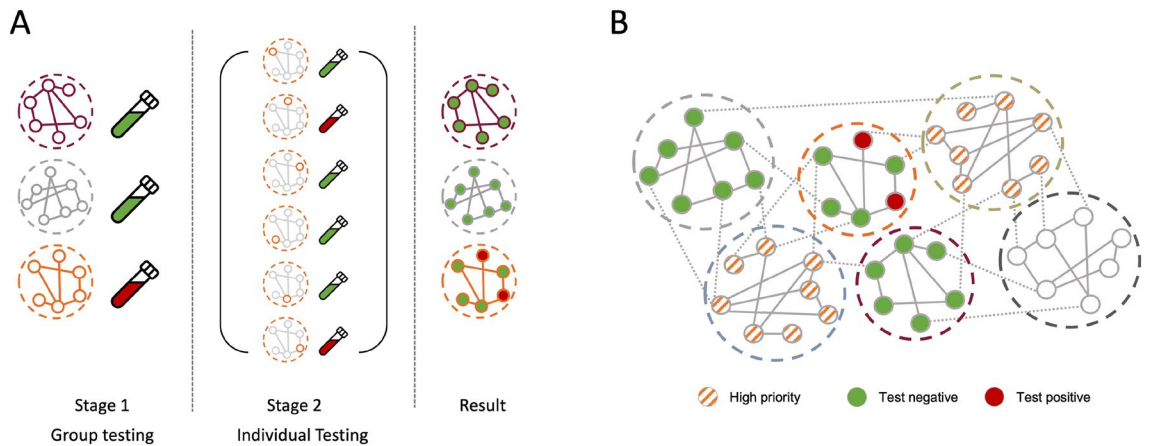 A
B
Stage 1
Stage 2
Result
Group testing
Individual Testing
High priority
Test negative
Test positive